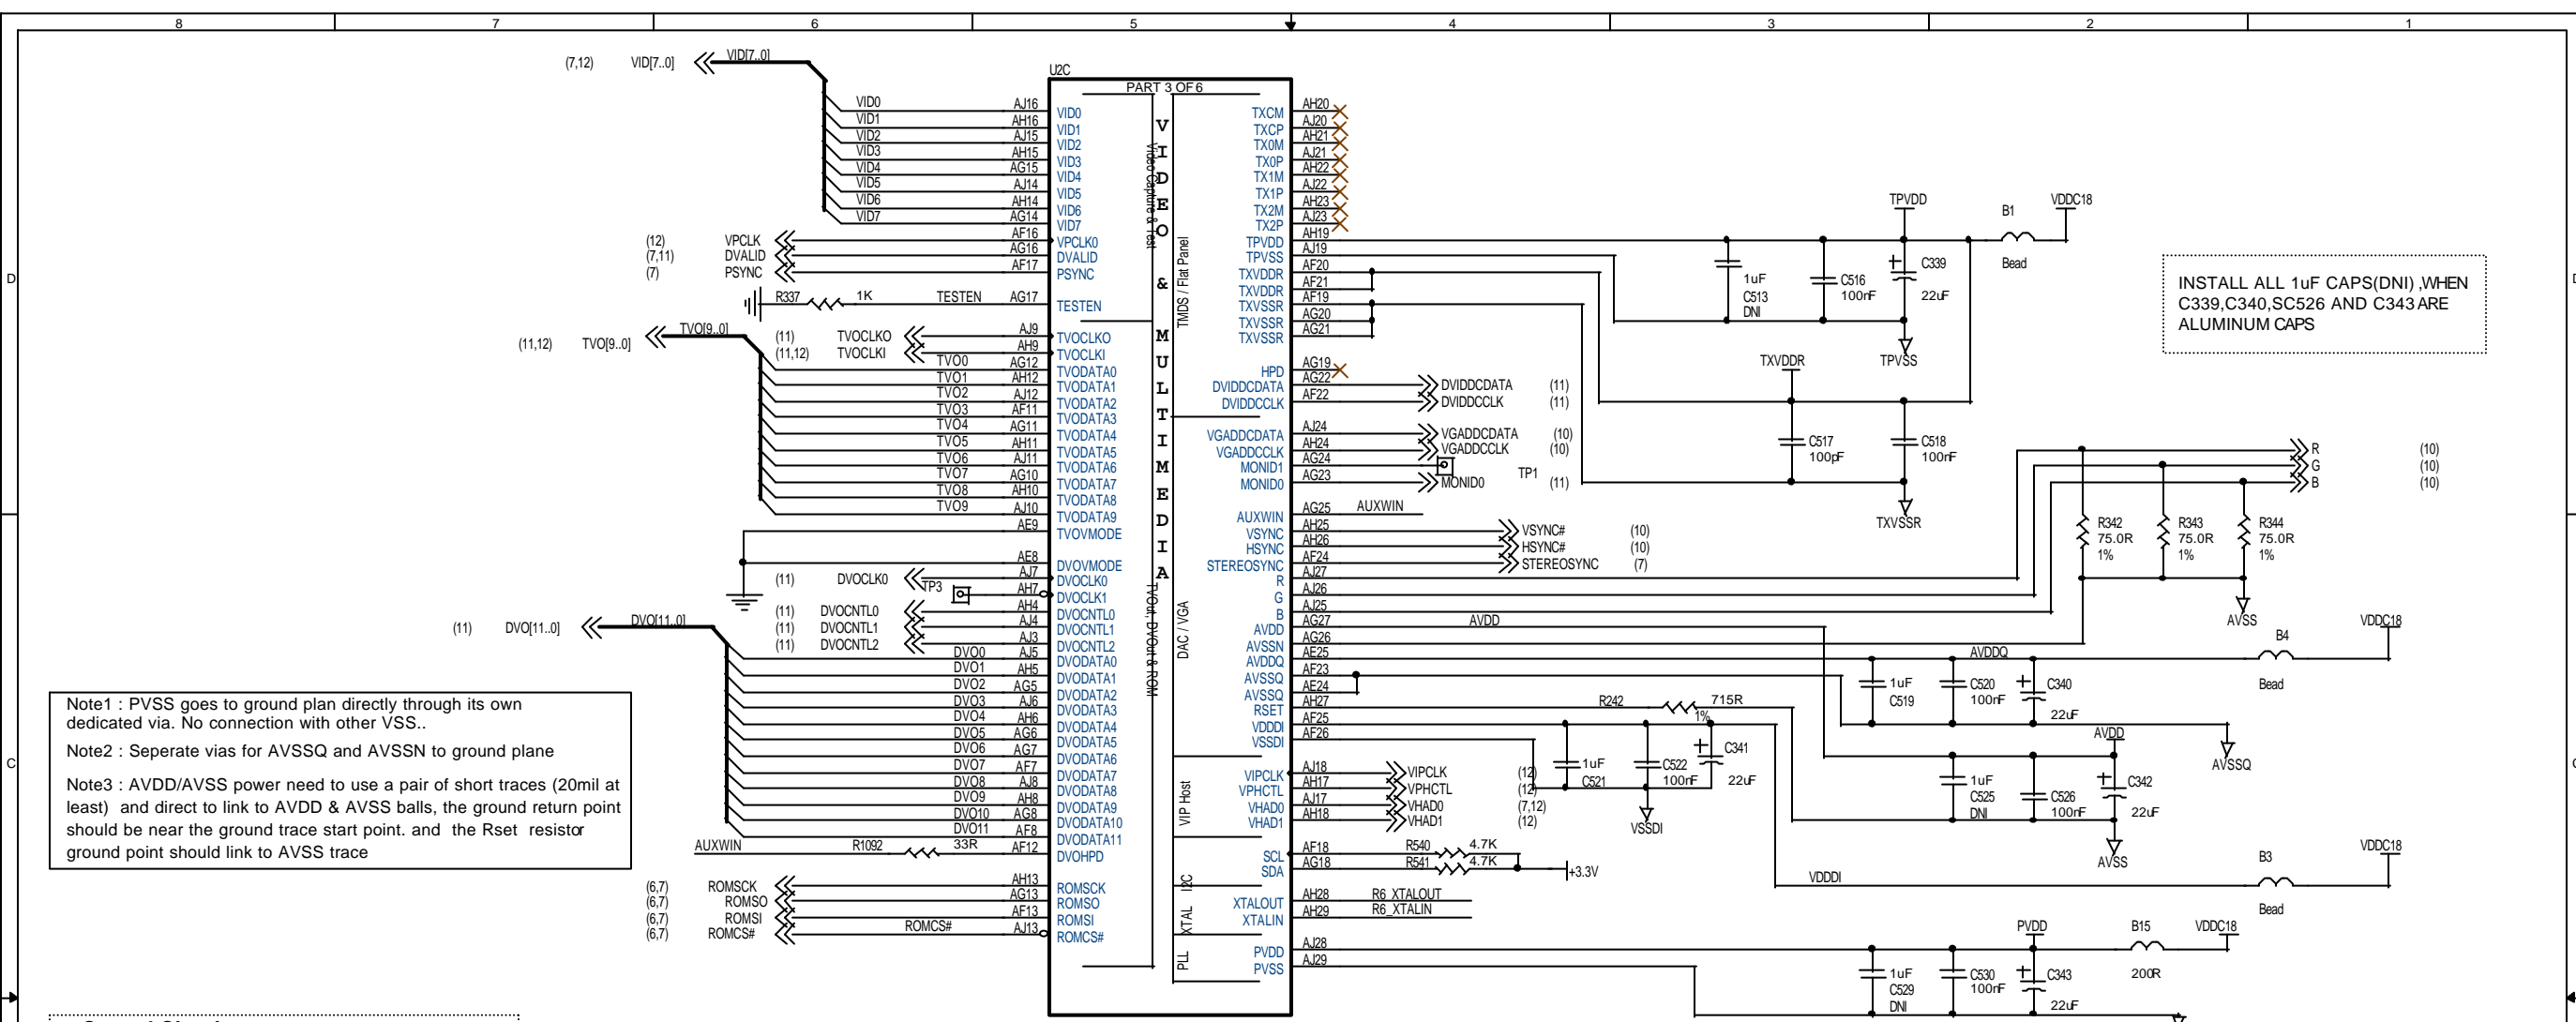 8 7 6 5 4 3 2 1
D
C
(7,12) VID[7..0] VID[7..0]
U2C
PART 3 OF 6
VIDEO & MULTIMEDIA
Video Capture & Test
TVOut, DVOut & ROM
TMDS / Flat Panel
DAC / VGA
VIP Host
I2C
XTAL
PLL
VID0 AJ16 VID0
VID1 AH16 VID1
VID2 AJ15 VID2
VID3 AH15 VID3
VID4 AG15 VID4
VID5 AJ14 VID5
VID6 AH14 VID6
VID7 AG14 VID7
(12) VPCLK AF16 VPCLK0
(7,11) DVALID AG16 DVALID
(7) PSYNC AF17 PSYNC
R337 1K TESTEN AG17 TESTEN
(11,12) TVO[9..0] TVO[9..0]
(11) TVOCLKO AJ9 TVOCLKO
(11,12) TVOCLKI AH9 TVOCLKI
TVO0 AG12 TVODATA0
TVO1 AH12 TVODATA1
TVO2 AJ12 TVODATA2
TVO3 AF11 TVODATA3
TVO4 AG11 TVODATA4
TVO5 AH11 TVODATA5
TVO6 AJ11 TVODATA6
TVO7 AG10 TVODATA7
TVO8 AH10 TVODATA8
TVO9 AJ10 TVODATA9
AE9 TVOVMODE
AE8 DVOVMODE
(11) DVOCLK0 AJ7 DVOCLK0
TP3 AH7 DVOCLK1
(11) DVOCNTL0 AH4 DVOCNTL0
(11) DVOCNTL1 AJ4 DVOCNTL1
(11) DVOCNTL2 AJ3 DVOCNTL2
(11) DVO[11..0] DVO[11..0]
DVO0 AJ5 DVODATA0
DVO1 AH5 DVODATA1
DVO2 AG5 DVODATA2
DVO3 AJ6 DVODATA3
DVO4 AH6 DVODATA4
DVO5 AG6 DVODATA5
DVO6 AG7 DVODATA6
DVO7 AF7 DVODATA7
DVO8 AJ8 DVODATA8
DVO9 AH8 DVODATA9
DVO10 AG8 DVODATA10
DVO11 AF8 DVODATA11
AUXWIN R1092 33R AF12 DVOHPD
(6,7) ROMSCK AH13 ROMSCK
(6,7) ROMSO AG13 ROMSO
(6,7) ROMSI AF13 ROMSI
(6,7) ROMCS# ROMCS# AJ13 ROMCS#
TXCM AH20
TXCP AJ20
TX0M AH21
TX0P AJ21
TX1M AH22
TX1P AJ22
TX2M AH23
TX2P AJ23
TPVDD AH19
TPVSS AJ19
TXVDDR AF20
TXVDDR AF21
TXVSSR AF19
TXVSSR AG20
TXVSSR AG21
HPD AG19
DVIDDCDATA AG22 DVIDDCDATA (11)
DVIDDCCLK AF22 DVIDDCCLK (11)
VGADDCDATA AJ24 VGADDCDATA (10)
VGADDCCLK AH24 VGADDCCLK (10)
MONID1 AG24 TP1
MONID0 AG23 MONID0 (11)
AUXWIN AG25 AUXWIN
VSYNC AH25 VSYNC# (10)
HSYNC AH26 HSYNC# (10)
STEREOSYNC AF24 STEREOSYNC (7)
R AJ27
G AJ26
B AJ25
AVDD AG27 AVDD
AVSSN AG26
AVDDQ AE25 AVDDQ
AVSSQ AF23
AVSSQ AE24
RSET AH27 R242 715R 1%
VDDDI AF25
VSSDI AF26
VIPCLK AJ18 VIPCLK (12)
VPHCTL AH17 VPHCTL (12)
VHAD0 AJ17 VHAD0 (7,12)
VHAD1 AH18 VHAD1 (12)
SCL AF18 R540 4.7K
SDA AG18 R541 4.7K +3.3V
XTALOUT AH28 R6_XTALOUT
XTALIN AH29 R6_XTALIN
PVDD AJ28
PVSS AJ29
TPVDD B1 VDDC18
Bead
1uF C513 DNI
C516 100nF
C339 22uF
TPVSS
TXVDDR
C517 100pF
C518 100nF
TXVSSR
INSTALL ALL 1uF CAPS(DNI) ,WHEN
C339,C340,SC526 AND C343 ARE
ALUMINUM CAPS
R (10)
G (10)
B (10)
R342 75.0R 1%
R343 75.0R 1%
R344 75.0R 1%
AVSS
B4 VDDC18
Bead
1uF C519
C520 100nF
C340 22uF
AVSSQ
1uF C521
C522 100nF
C341 22uF
VSSDI
AVDD
1uF C525 DNI
C526 100nF
C342 22uF
AVSS
VDDDI B3 VDDC18
Bead
PVDD B15 VDDC18
200R
1uF C529 DNI
C530 100nF
C343 22uF
Note1 : PVSS goes to ground plan directly through its own
dedicated via. No connection with other VSS..
Note2 : Seperate vias for AVSSQ and AVSSN to ground plane
Note3 : AVDD/AVSS power need to use a pair of short traces (20mil at
least) and direct to link to AVDD & AVSS balls, the ground return point
should be near the ground trace start point. and the Rset resistor
ground point should link to AVSS trace